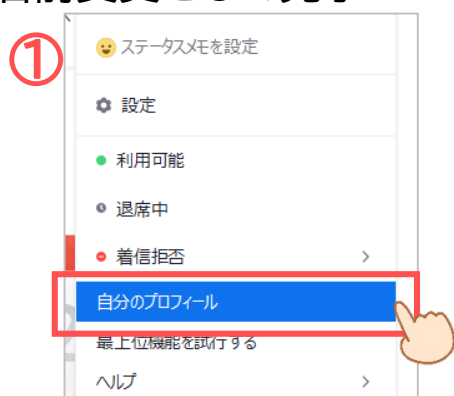 ①
ステータスメモを設定
設定
利用可能
退席中
着信拒否
自分のプロフィール
最上位機能を試行する
ヘルプ